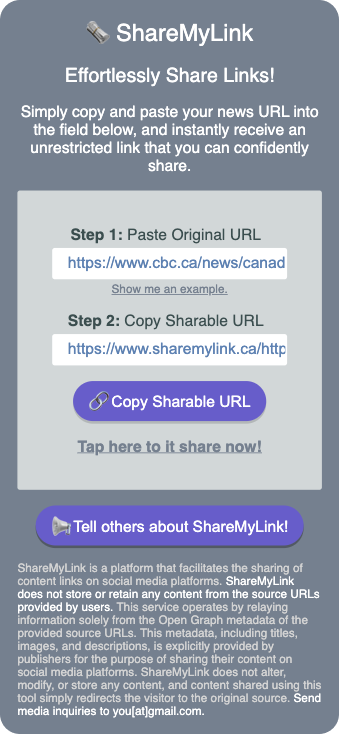 ShareMyLink
Effortlessly Share Links!
Simply copy and paste your news URL into
the field below, and instantly receive an
unrestricted link that you can confidently
share.
Step 1: Paste Original URL
https://www.cbc.ca/news/canad
Show me an example.
Step 2: Copy Sharable URL
https://www.sharemylink.ca/http
Copy Sharable URL
Tap here to it share now!
Tell others about ShareMyLink!
ShareMyLink is a platform that facilitates the sharing of
content links on social media platforms. ShareMyLink
does not store or retain any content from the source URLs
provided by users. This service operates by relaying
information solely from the Open Graph metadata of the
provided source URLs. This metadata, including titles,
images, and descriptions, is explicitly provided by
publishers for the purpose of sharing their content on
social media platforms. ShareMyLink does not alter,
modify, or store any content, and content shared using this
tool simply redirects the visitor to the original source. Send
media inquiries to you[at]gmail.com.